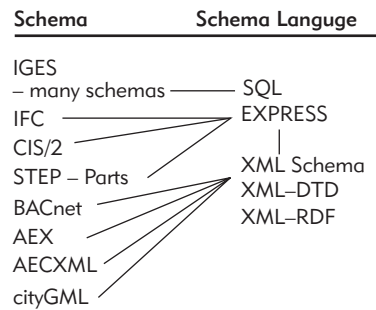 Schema Schema Languge
IGES
– many schemas SQL
IFC EXPRESS
CIS/2
STEP – Parts XML Schema
BACnet XML–DTD
AEX XML–RDF
AECXML
cityGML